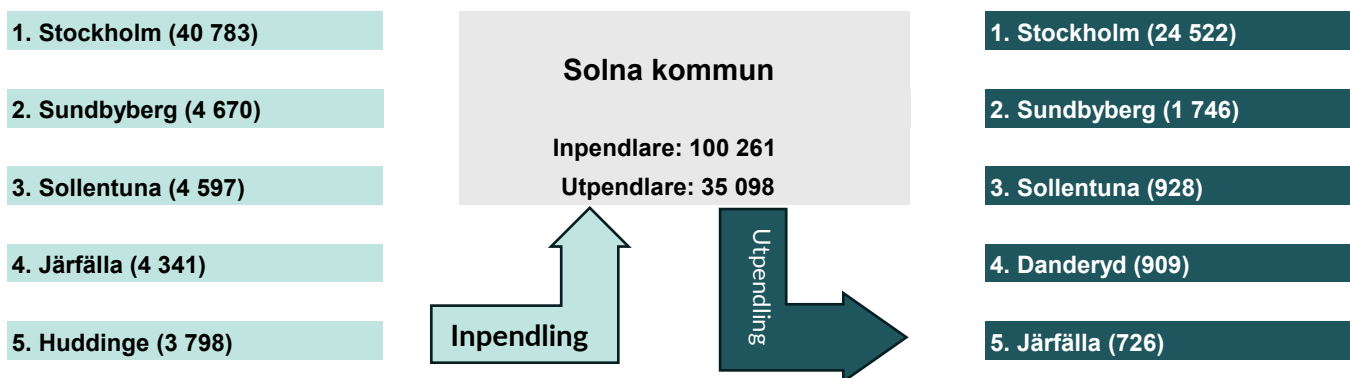 1. Stockholm (40 783)
2. Sundbyberg (4 670)
3. Sollentuna (4 597)
4. Järfälla (4 341)
5. Huddinge (3 798)
Solna kommun
Inpendlare: 100 261
Utpendlare: 35 098
Inpendling
Utpendling
1. Stockholm (24 522)
2. Sundbyberg (1 746)
3. Sollentuna (928)
4. Danderyd (909)
5. Järfälla (726)